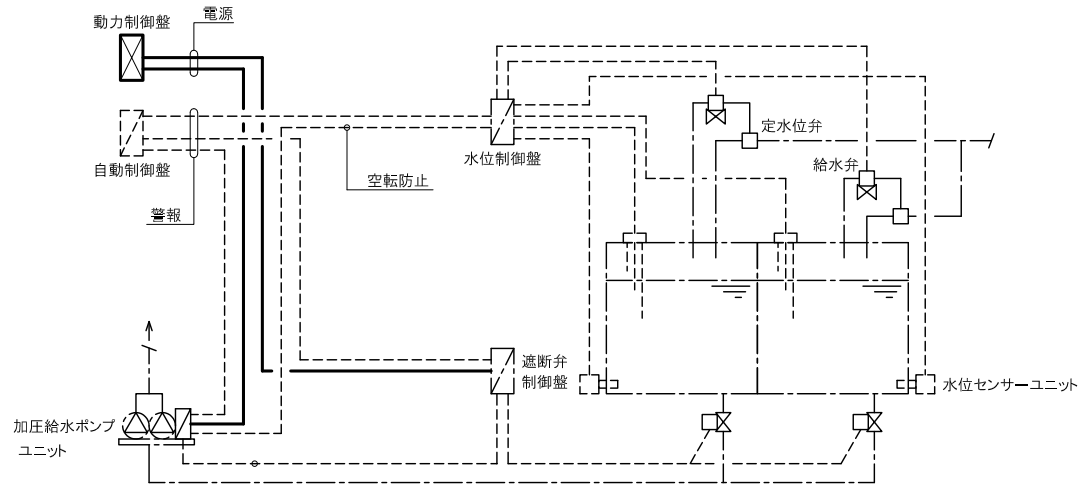 電源
動力制御盤
定水位弁
給水弁
水位制御盤
自動制御盤
空転防止
警報
遮断弁
制御盤
水位センサーユニット
加圧給水ポンプ
ユニット